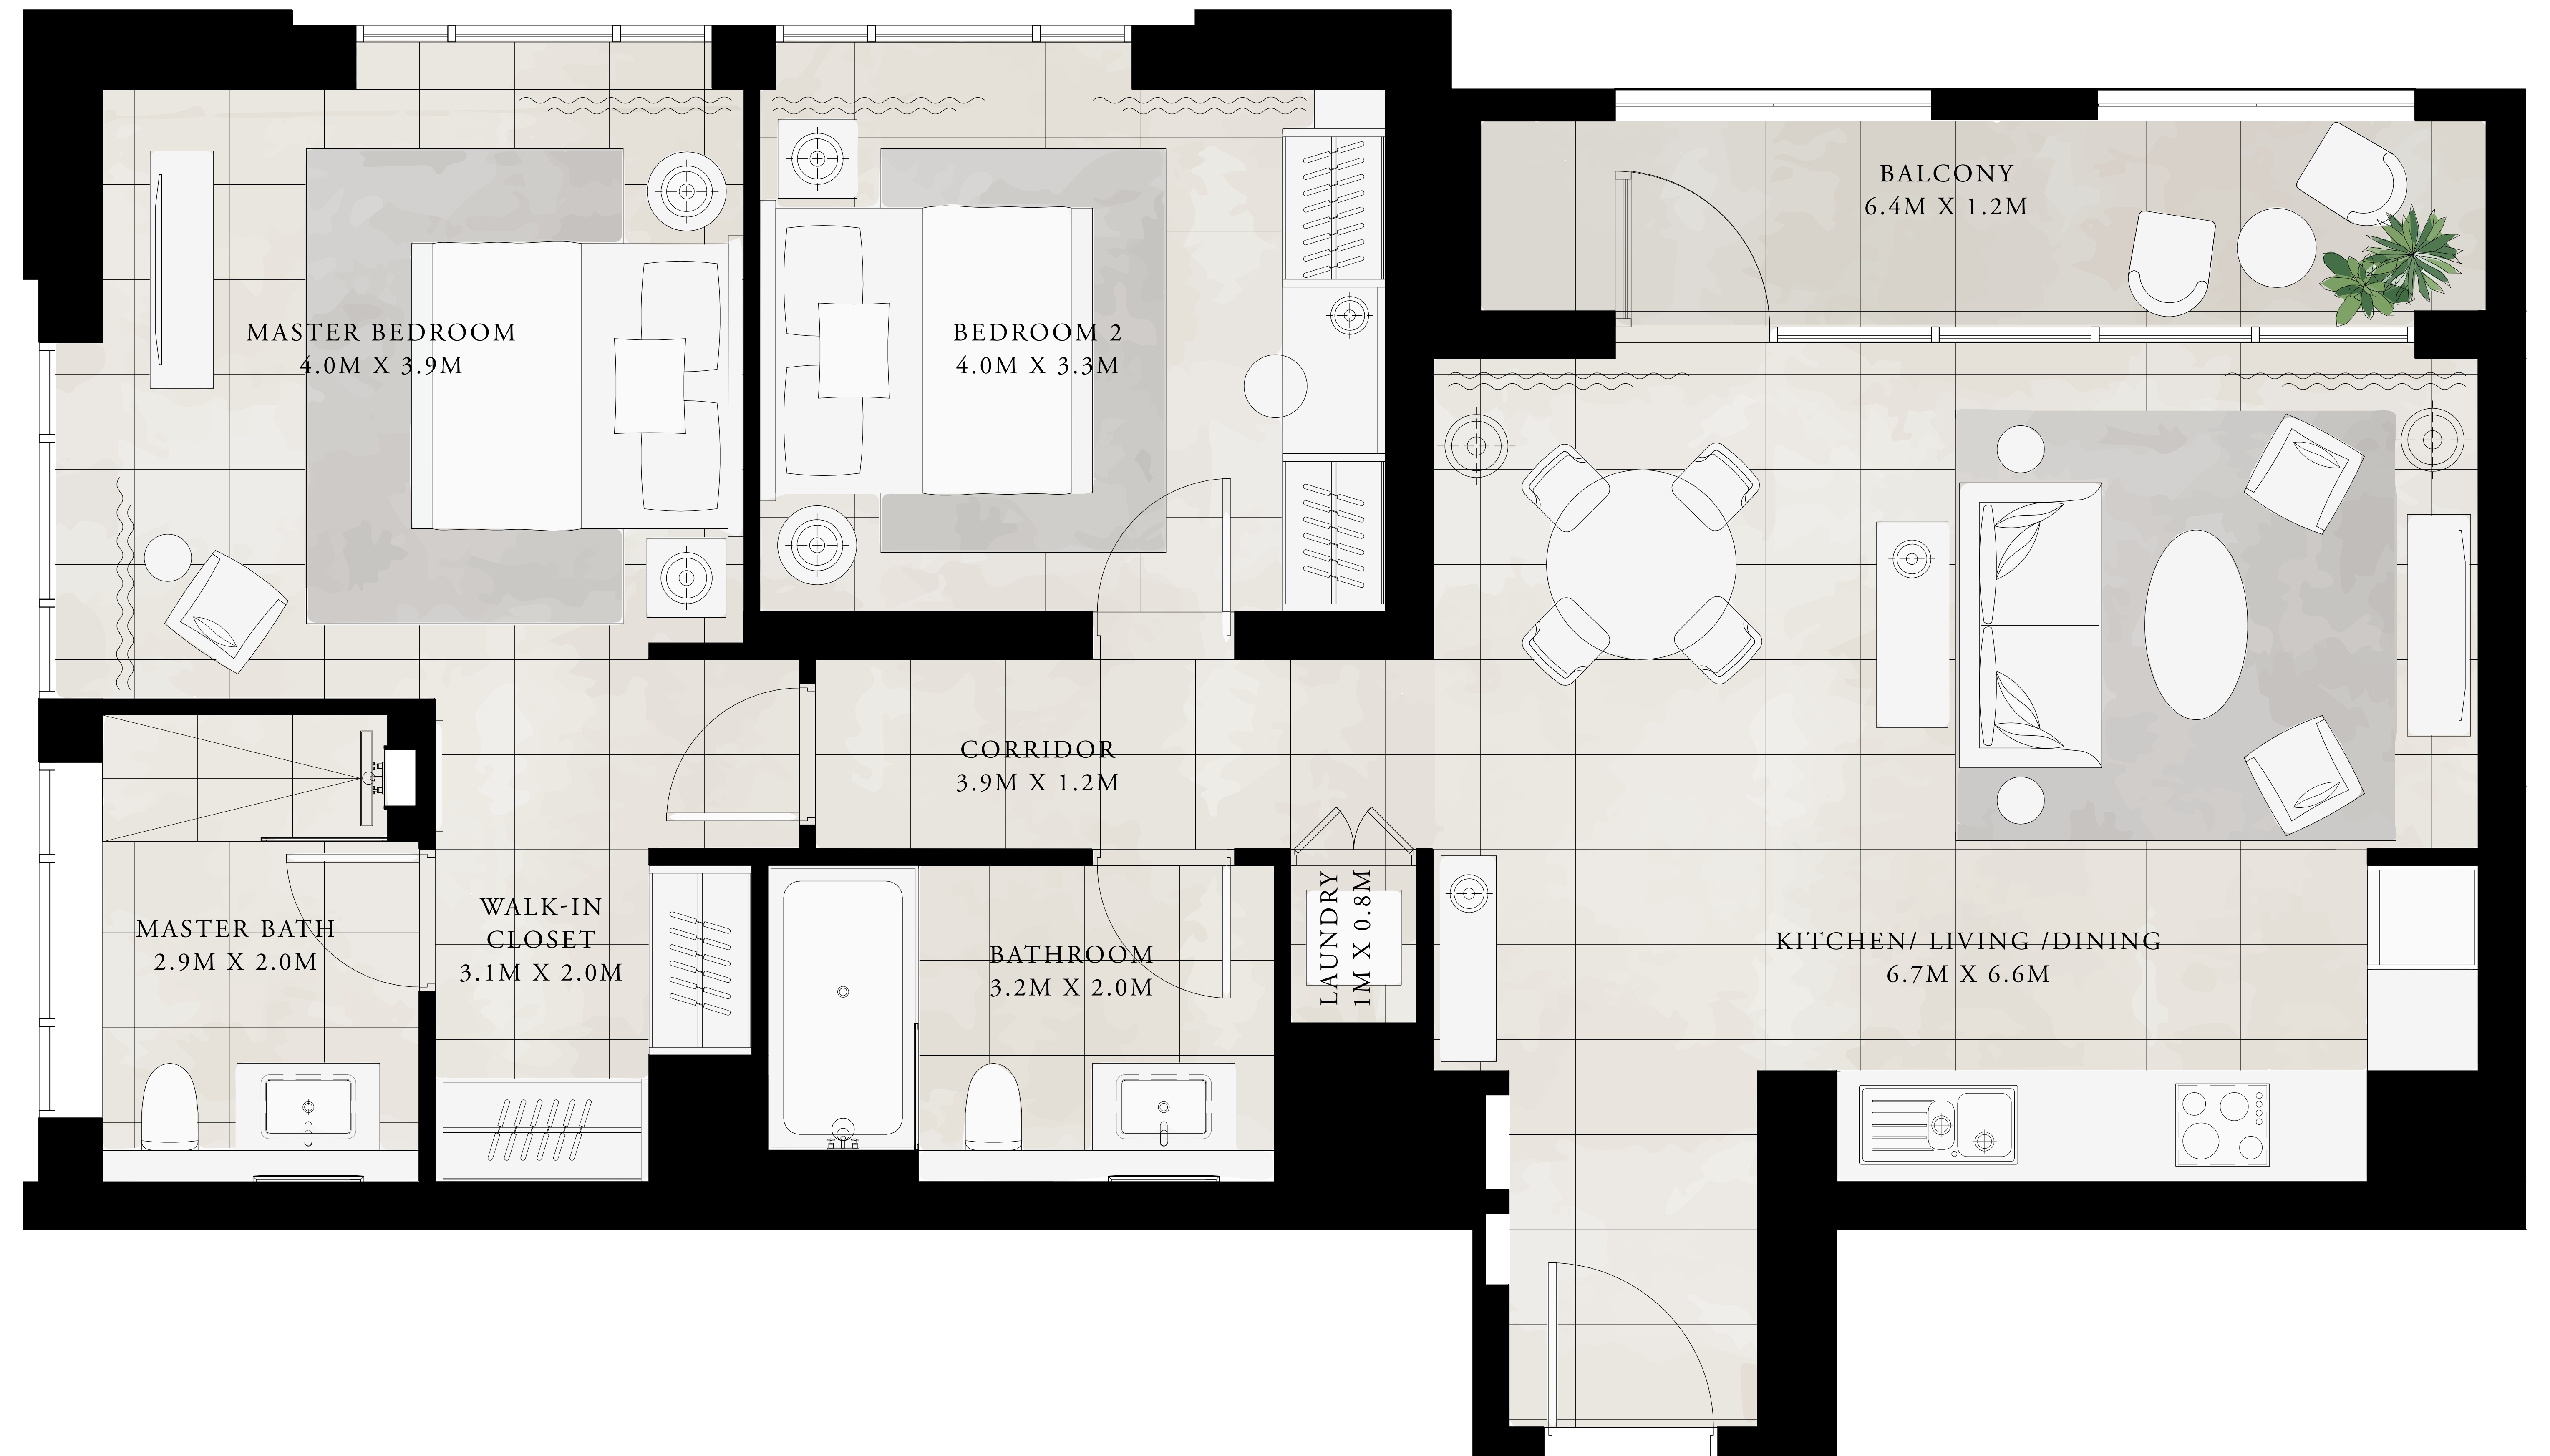 MASTER BEDROOM
4.0M X 3.9M
BEDROOM 2
4.0M X 3.3M
BALCONY
6.4M X 1.2M
CORRIDOR
3.9M X 1.2M
MASTER BATH
2.9M X 2.0M
WALK-IN
CLOSET
3.1M X 2.0M
BATHROOM
3.2M X 2.0M
LAUNDRY
1M X 0.8M
KITCHEN/ LIVING /DINING
6.7M X 6.6M